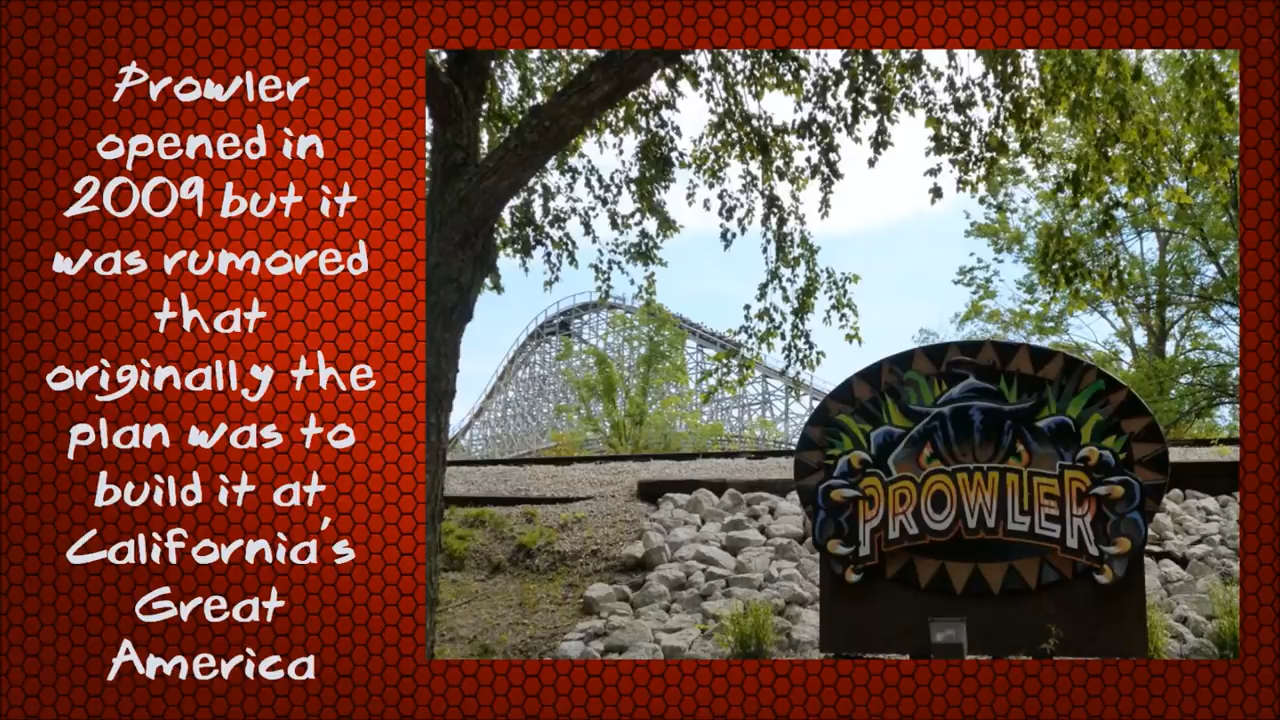 Prowler
opened in
2009 but it
was rumored
that
originally the
plan was to
build it at
California's
Great
America
PROWLER